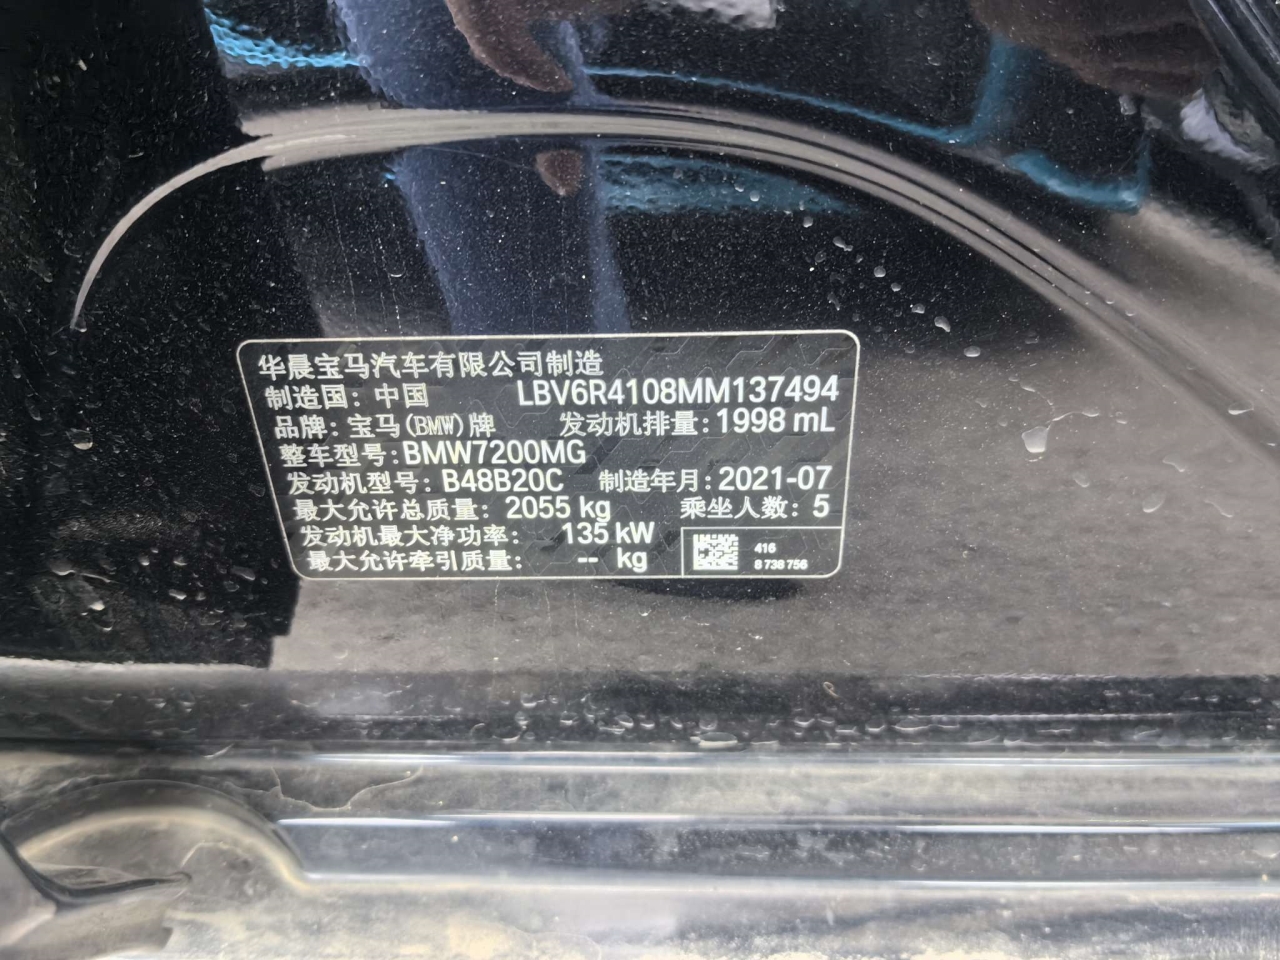 华晨宝马汽车有限公司制造
制造国：中国 LBV6R4108MM137494
品牌：宝马(BMW)牌 发动机排量：1998 mL
整车型号：BMW7200MG
发动机型号：B48B20C 制造年月：2021-07
最大允许总质量：2055 kg 乘坐人数：5
发动机最大净功率：135 kW
最大允许牵引质量：-- kg
416
8 738 756